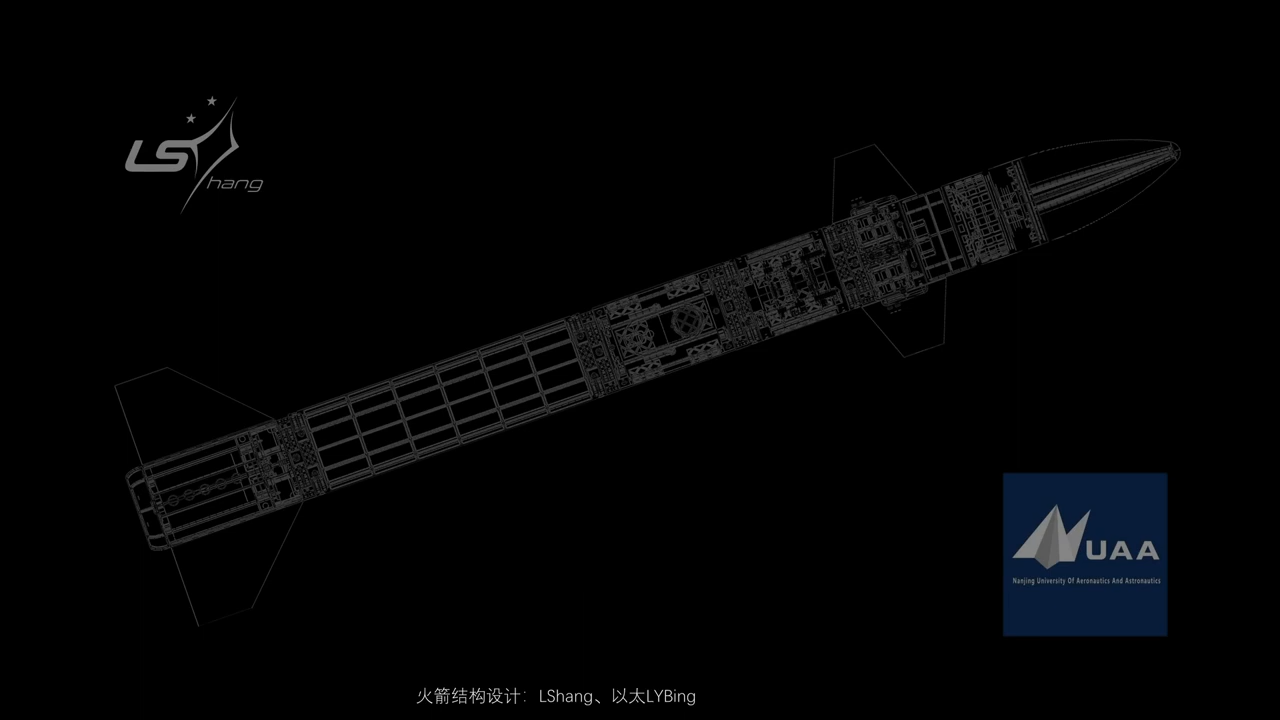 LS
hang
NUAA
Nanjing University Of Aeronautics And Astronautics
火箭结构设计：LShang、以太LYBing